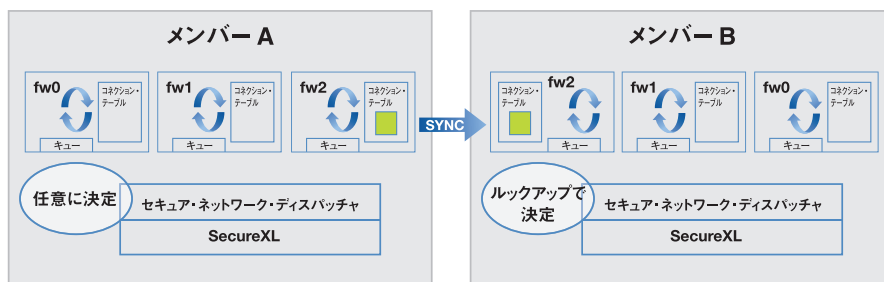 メンバーA
fw0
コネクション・
テーブル
キュー
fw1
コネクション・
テーブル
キュー
fw2
コネクション・
テーブル
キュー
任意に決定
セキュア・ネットワーク・ディスパッチャ
SecureXL
SYNC
メンバーB
コネクション・
テーブル
fw2
キュー
fw1
コネクション・
テーブル
キュー
fw0
コネクション・
テーブル
キュー
ルックアップで
決定
セキュア・ネットワーク・ディスパッチャ
SecureXL